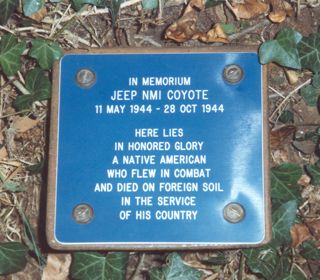 IN MEMORIUM
JEEP NMI COYOTE
11 MAY 1944 - 28 OCT 1944
HERE LIES
IN HONORED GLORY
A NATIVE AMERICAN
WHO FLEW IN COMBAT
AND DIED ON FOREIGN SOIL
IN THE SERVICE
OF HIS COUNTRY